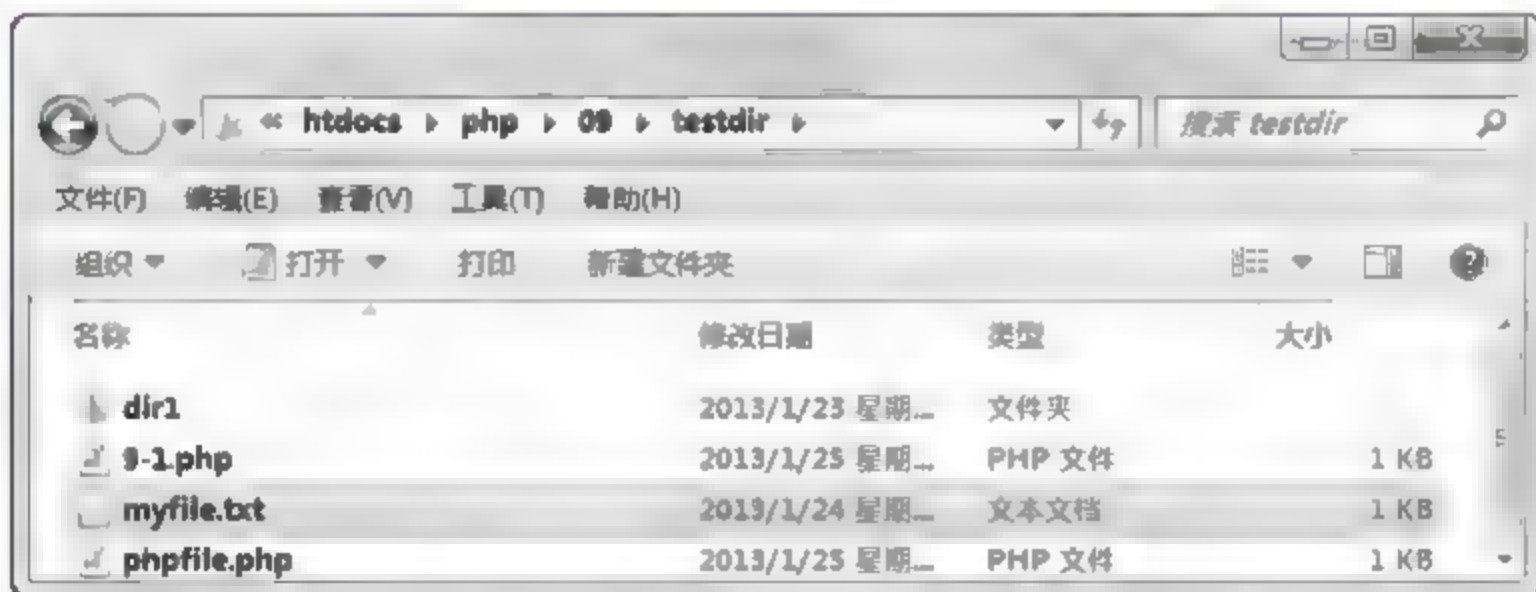 « htdocs ▸ php ▸ 09 ▸ testdir ▸ 搜索 testdir
文件(F) 编辑(E) 查看(V) 工具(T) 帮助(H)
组织 打开 打印 新建文件夹
名称 修改日期 类型 大小
dir1 2013/1/23 星期... 文件夹
9-1.php 2013/1/25 星期... PHP 文件 1 KB
myfile.txt 2013/1/24 星期... 文本文档 1 KB
phpfile.php 2013/1/25 星期... PHP 文件 1 KB